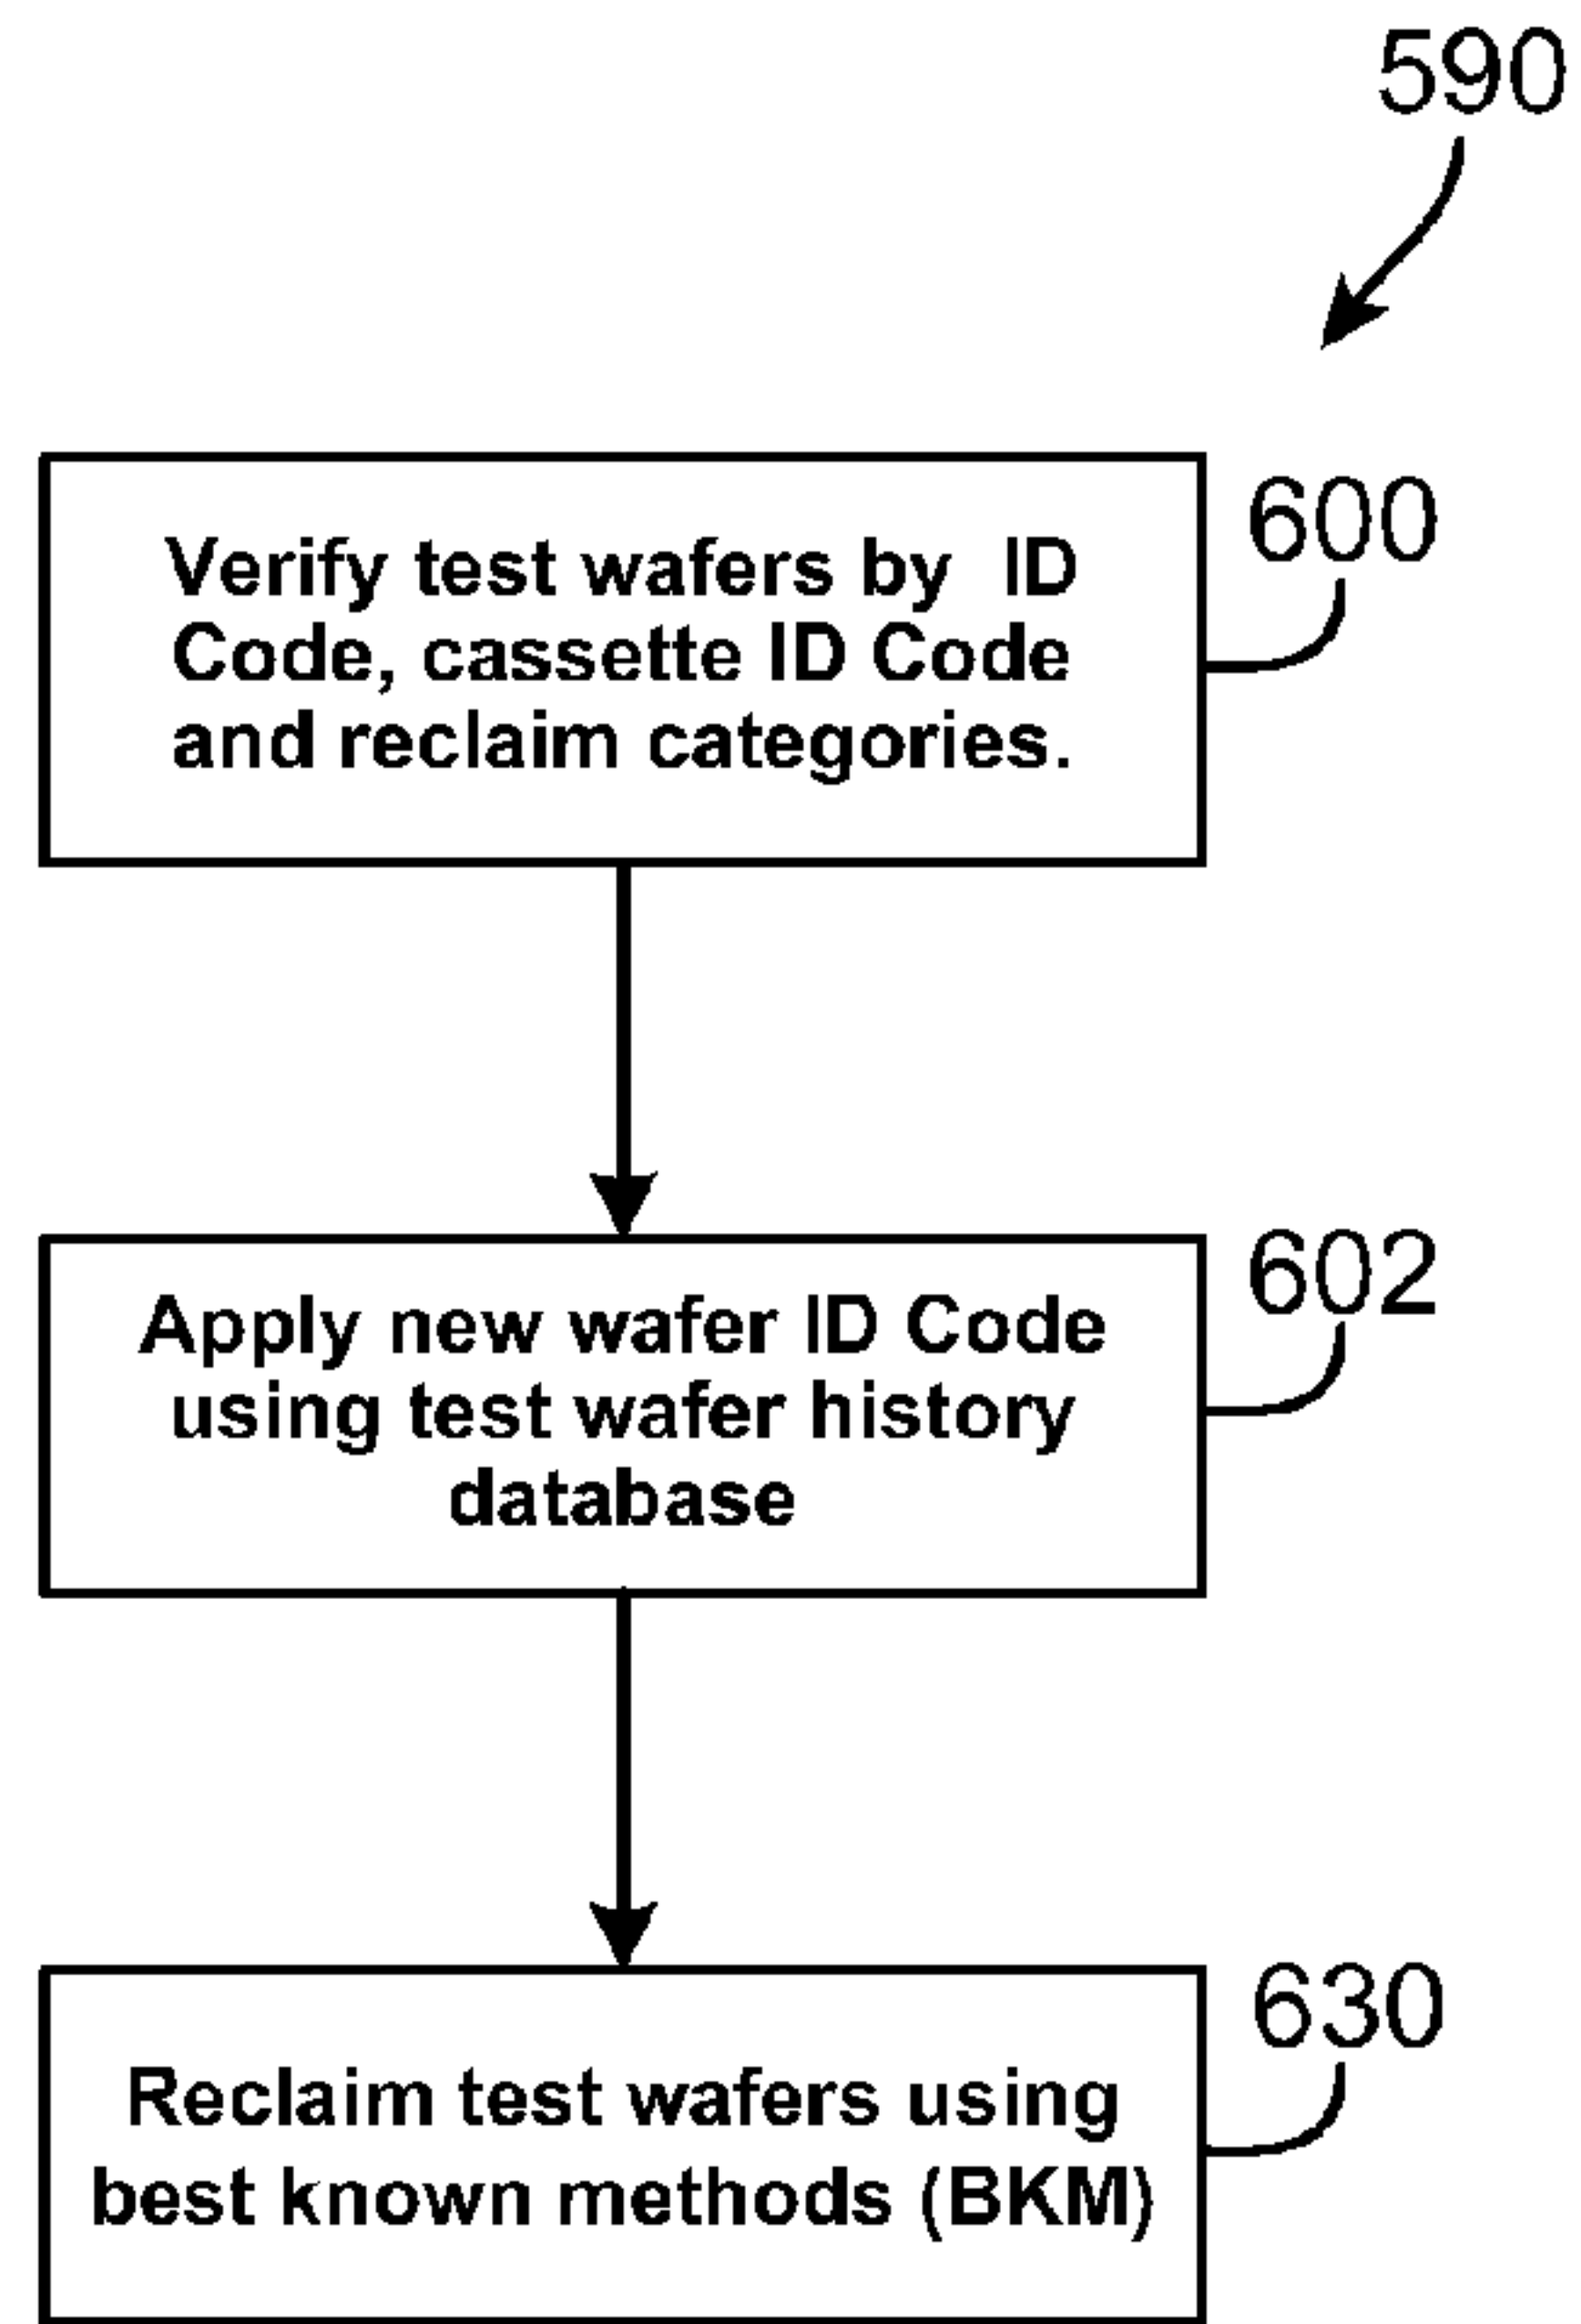 590
Verify test wafers by ID
Code, cassette ID Code
and reclaim categories.
600
Apply new wafer ID Code
using test wafer history
database
602
Reclaim test wafers using
best known methods (BKM)
630